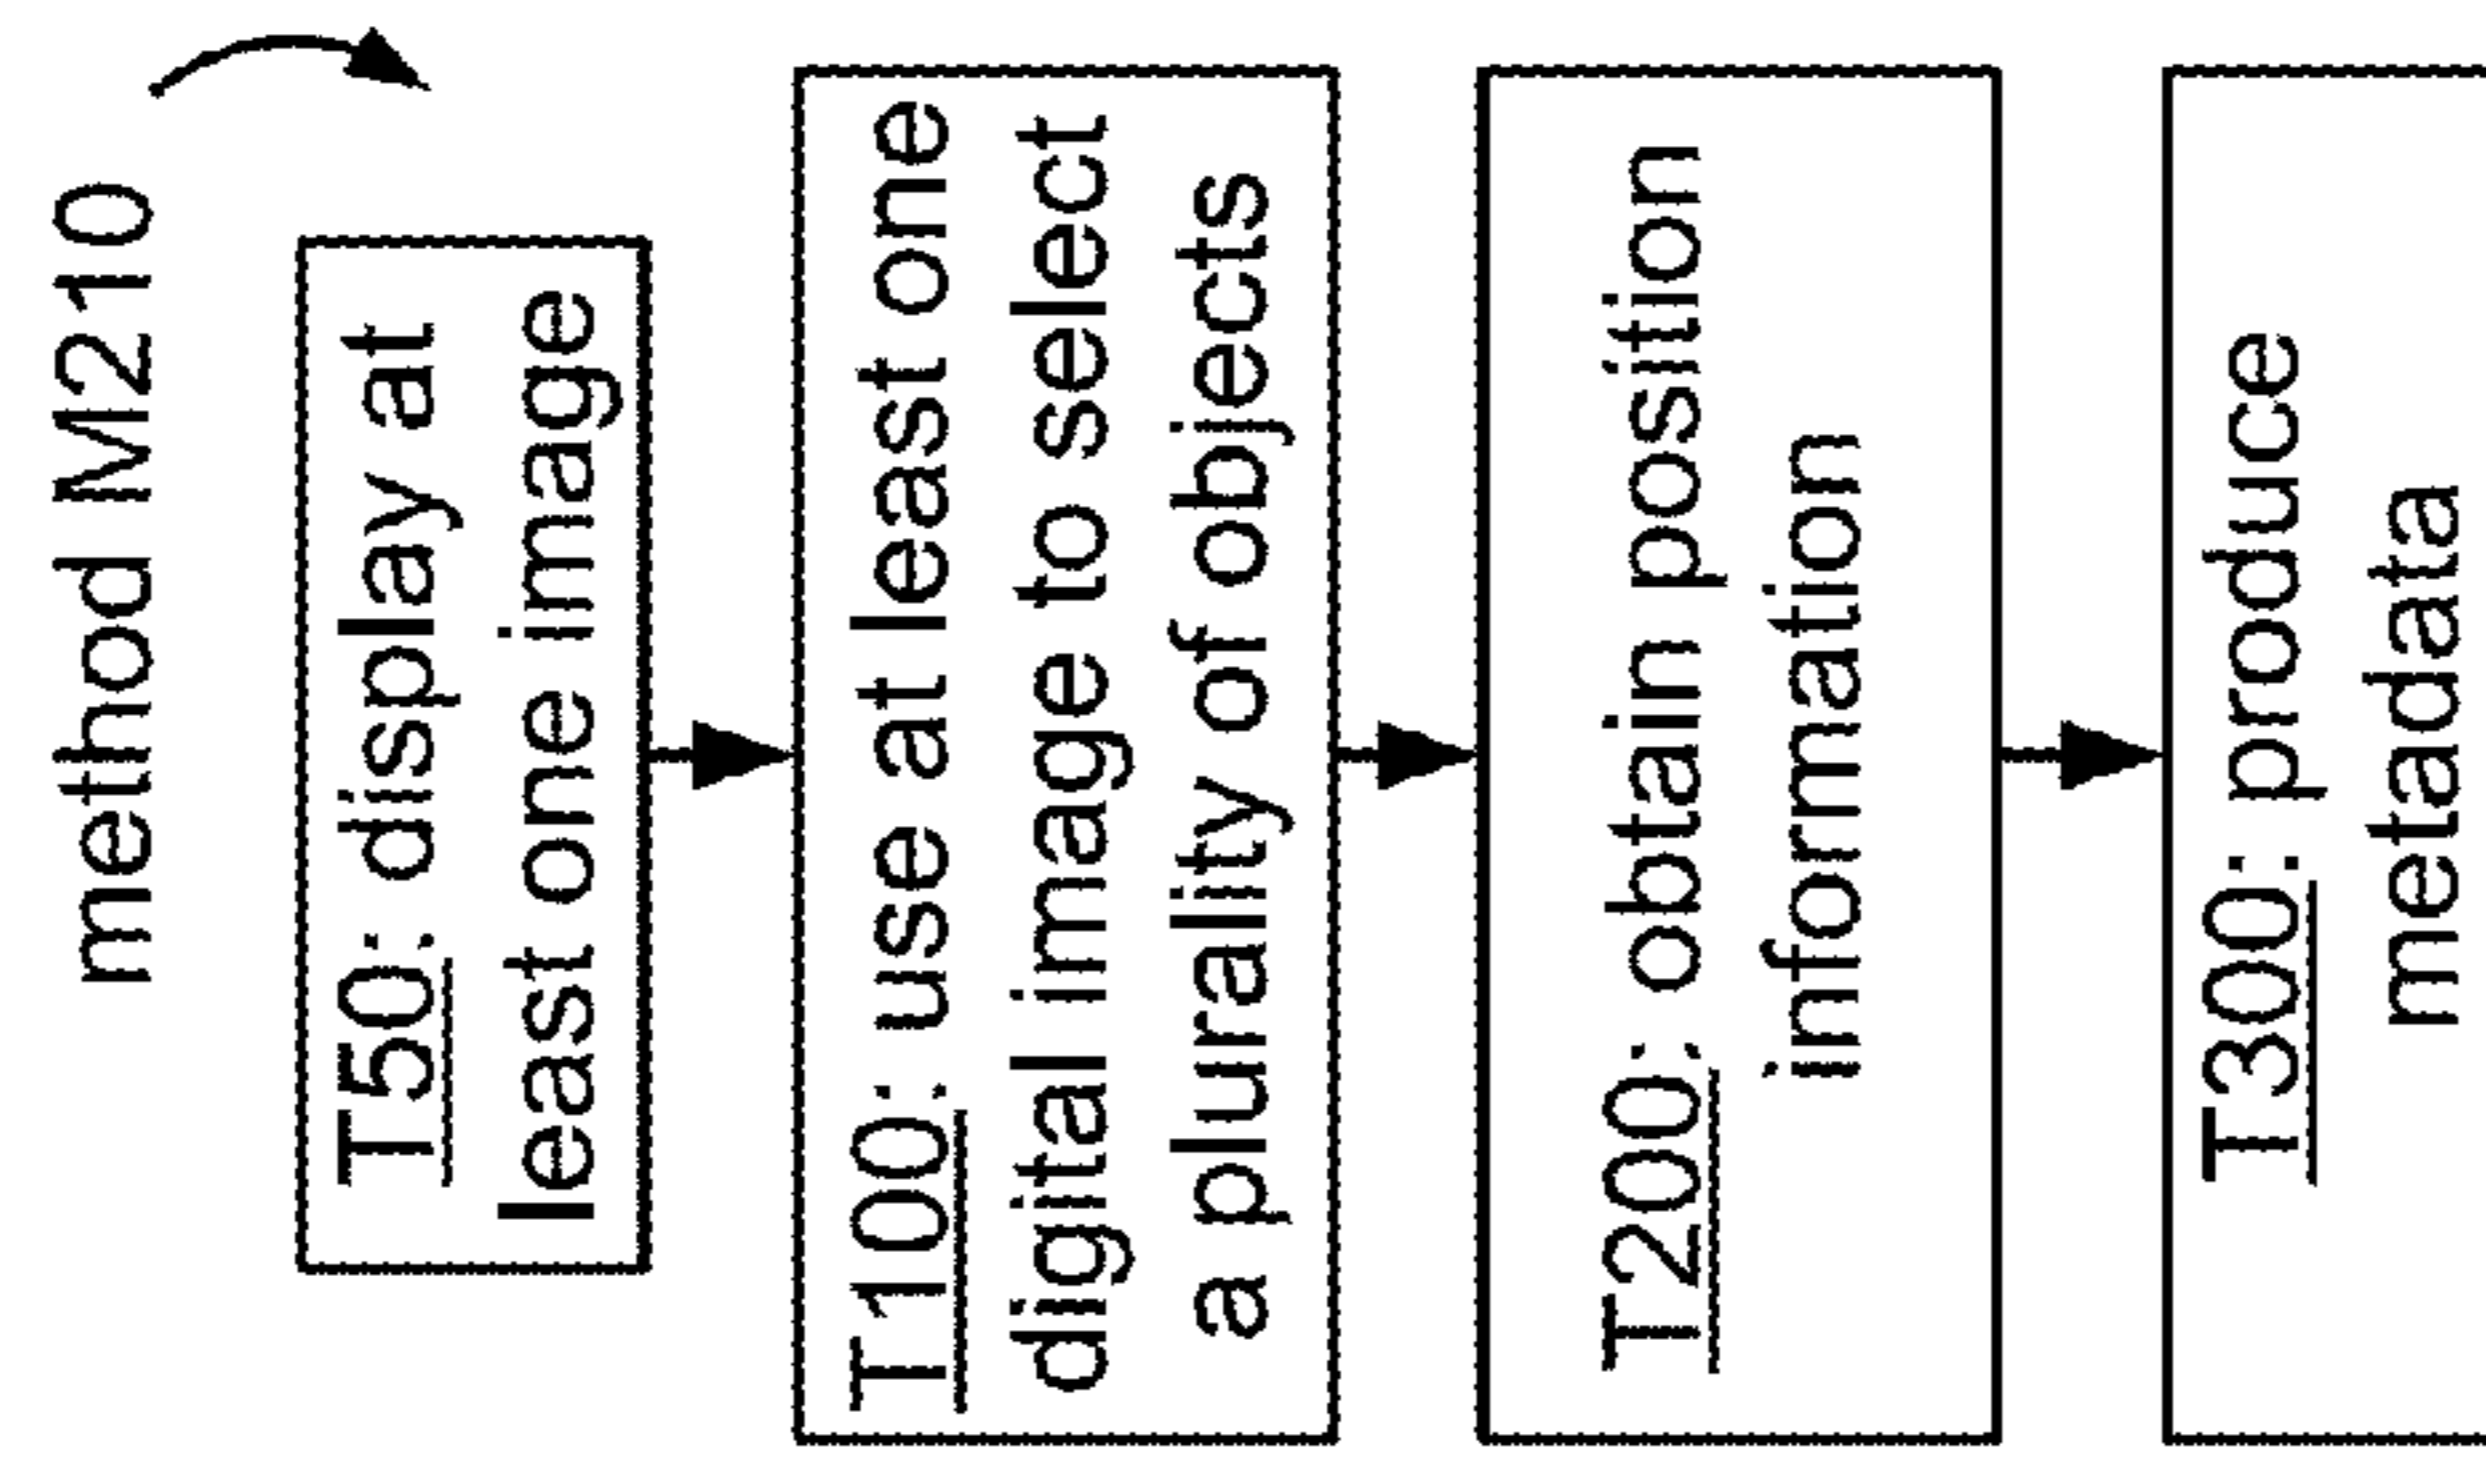 method M210
T50: display at
least one image
T100: use at least one
digital image to select
a plurality of objects
T200: obtain position
information
T300: produce
metadata